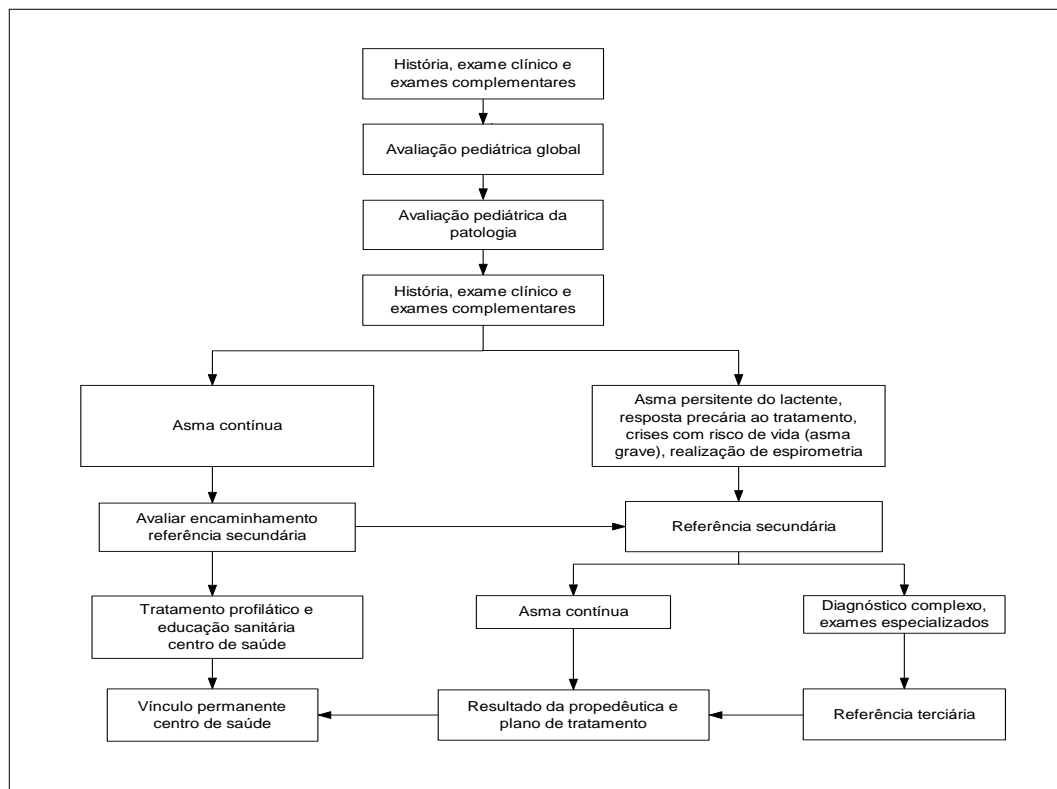 História, exame clínico e
exames complementares
Avaliação pediátrica global
Avaliação pediátrica da
patologia
História, exame clínico e
exames complementares
Asma contínua
Asma persitente do lactente,
resposta precária ao tratamento,
crises com risco de vida (asma
grave), realização de espirometria
Avaliar encaminhamento
referência secundária
Referência secundária
Tratamento profilático e
educação sanitária
centro de saúde
Asma contínua
Diagnóstico complexo,
exames especializados
Vínculo permanente
centro de saúde
Resultado da propedêutica e
plano de tratamento
Referência terciária